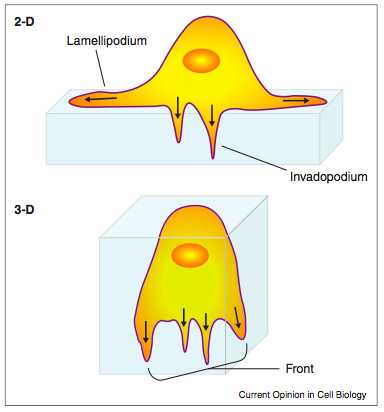 2-D
Lamellipodium
Invadopodium
3-D
Front
Current Opinion in Cell Biology